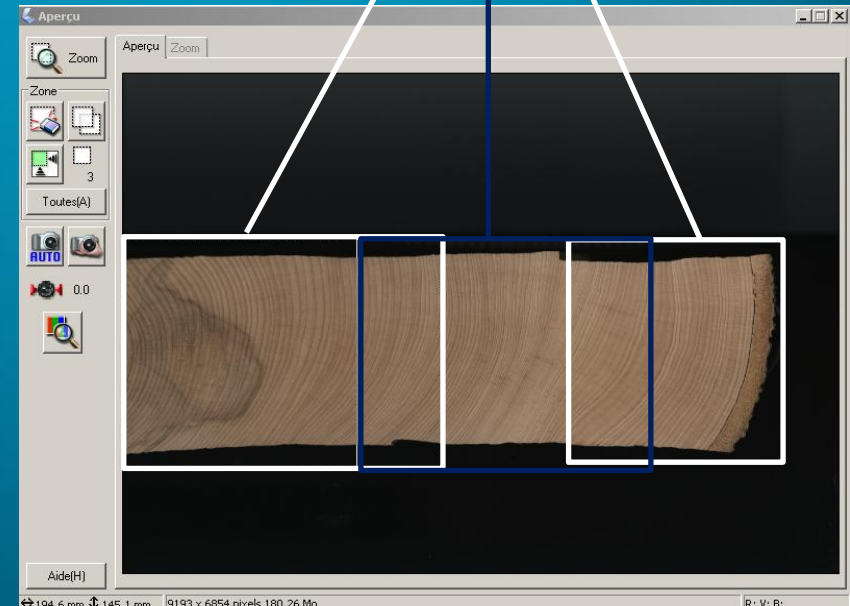 Aperçu
Aperçu Zoom
Zoom
Zone
3
Toutes(A)
AUTO
0.0
Aide(H)
194.6 mm 145.1 mm 9193 x 6854 pixels 180.26 Mo R: V: B: